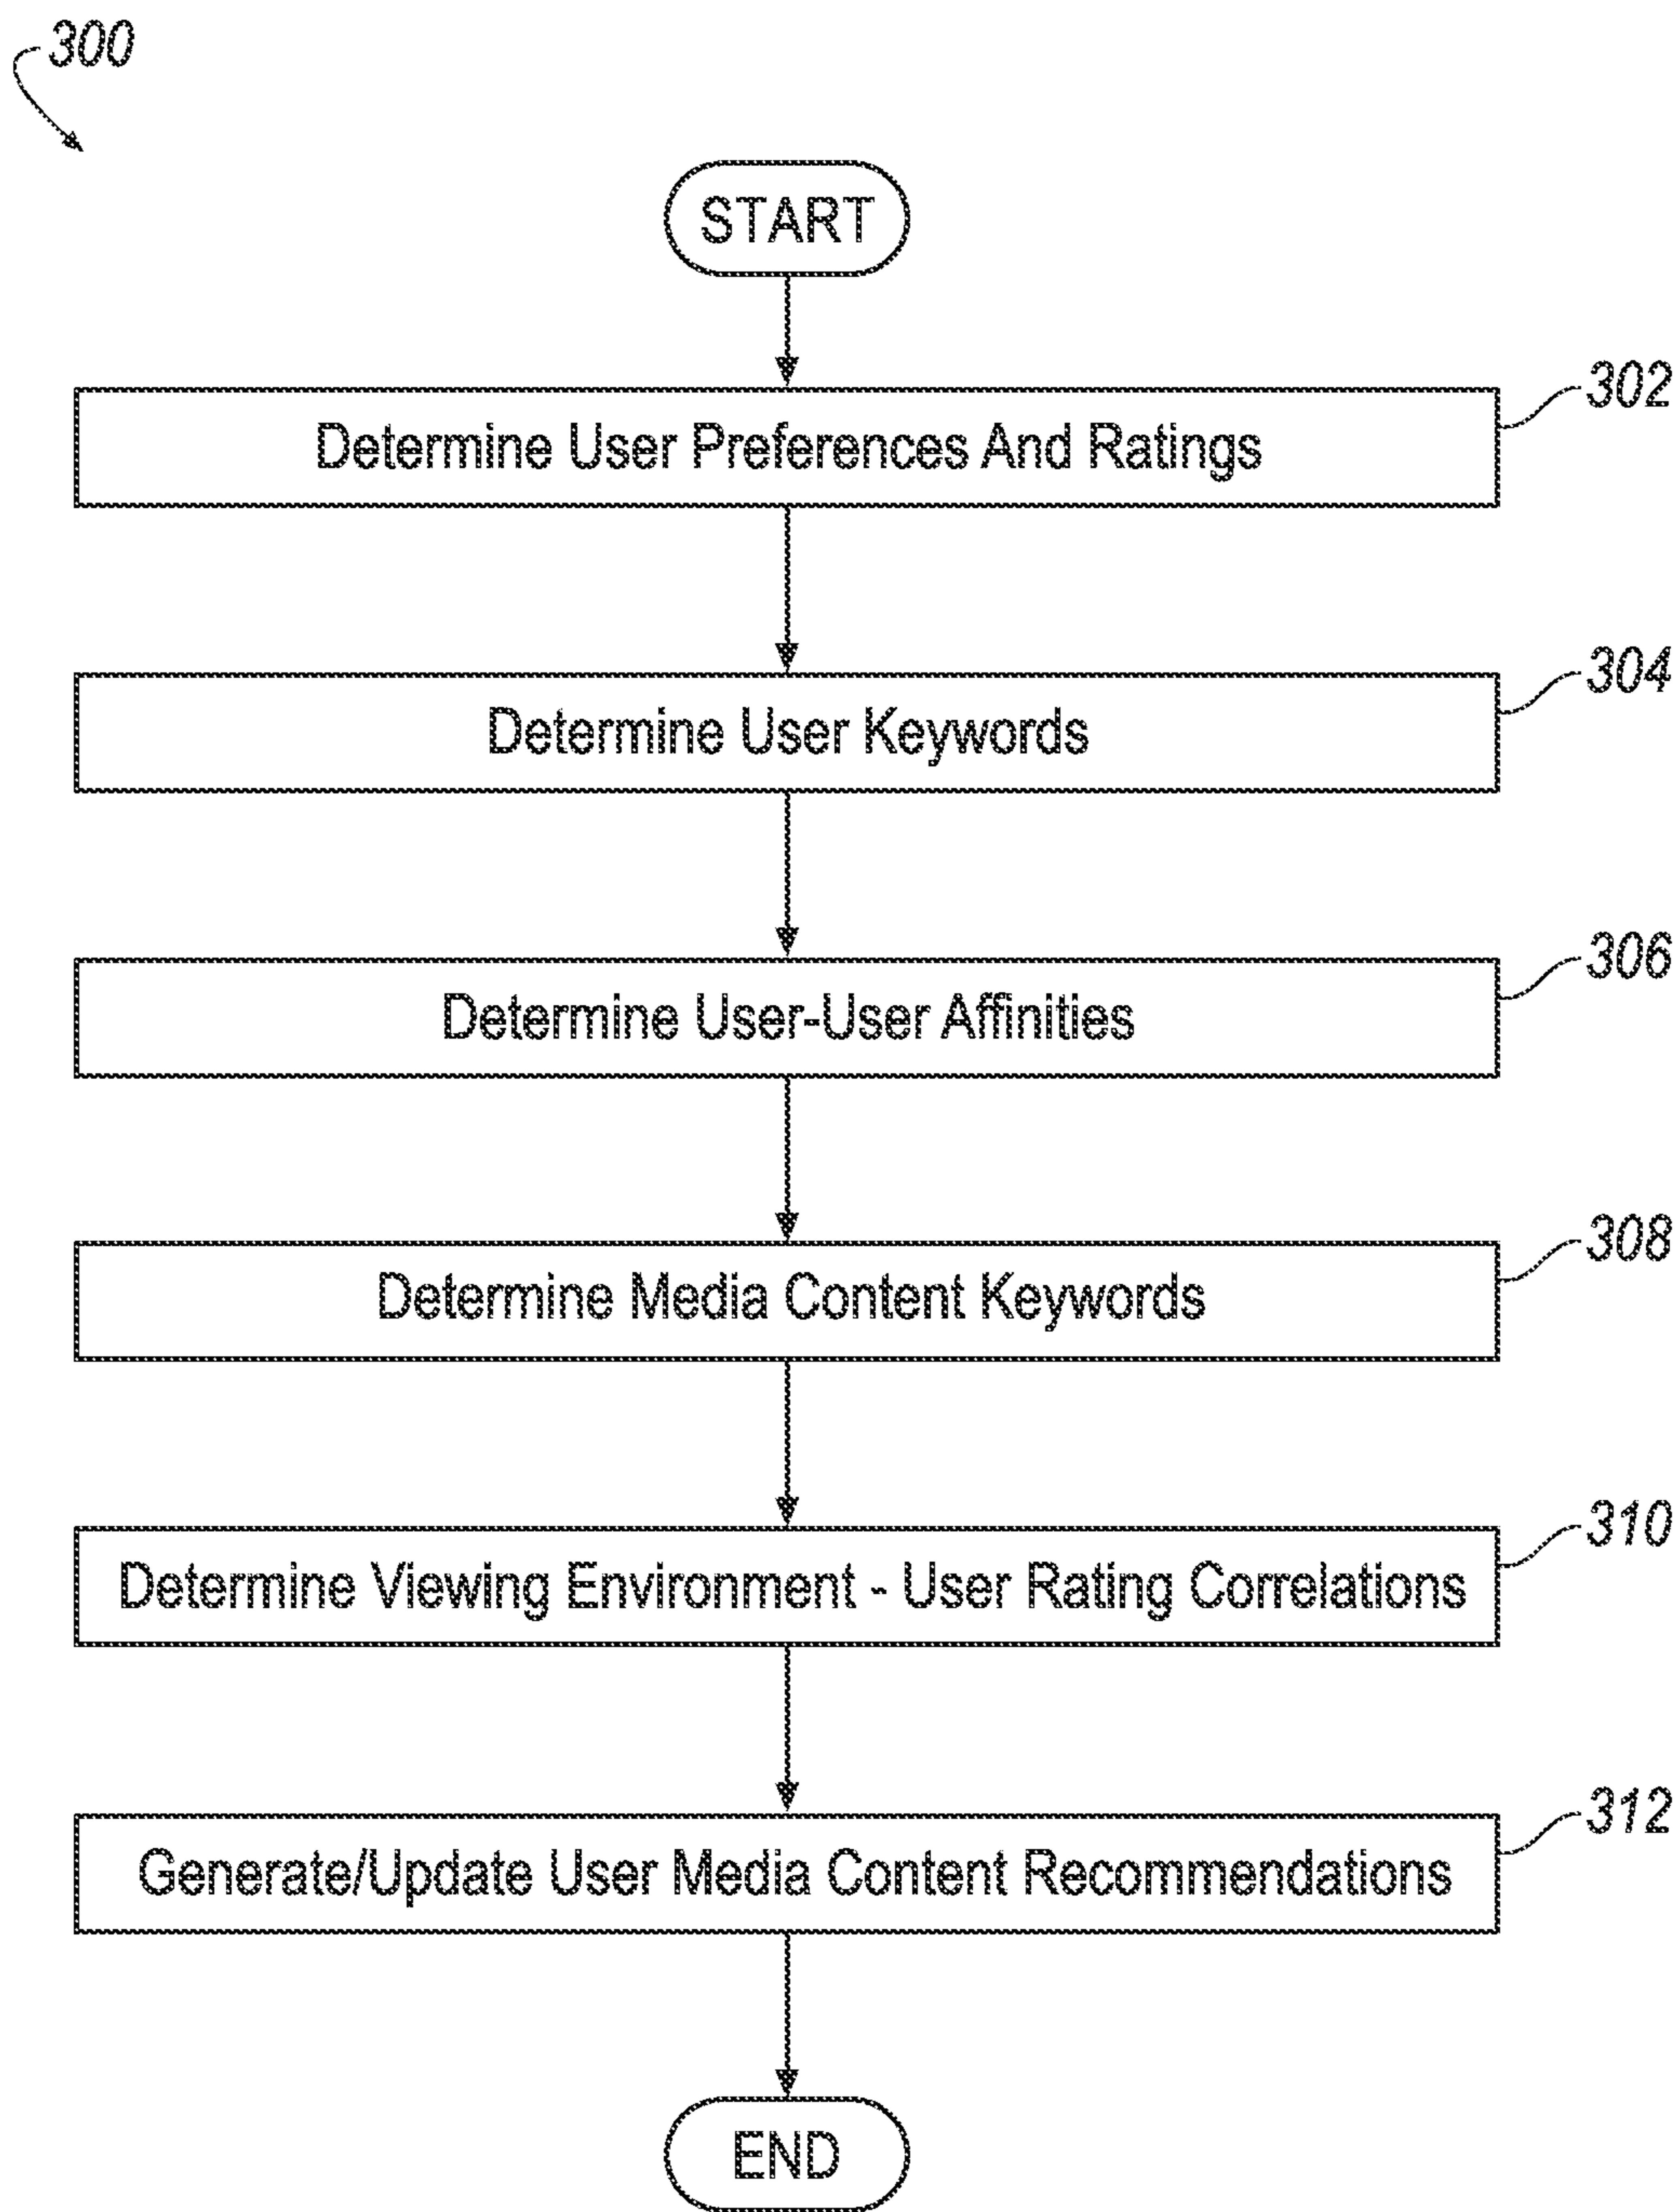 300
START
302
Determine User Preferences And Ratings
304
Determine User Keywords
306
Determine User-User Affinities
308
Determine Media Content Keywords
310
Determine Viewing Environment - User Rating Correlations
312
Generate/Update User Media Content Recommendations
END